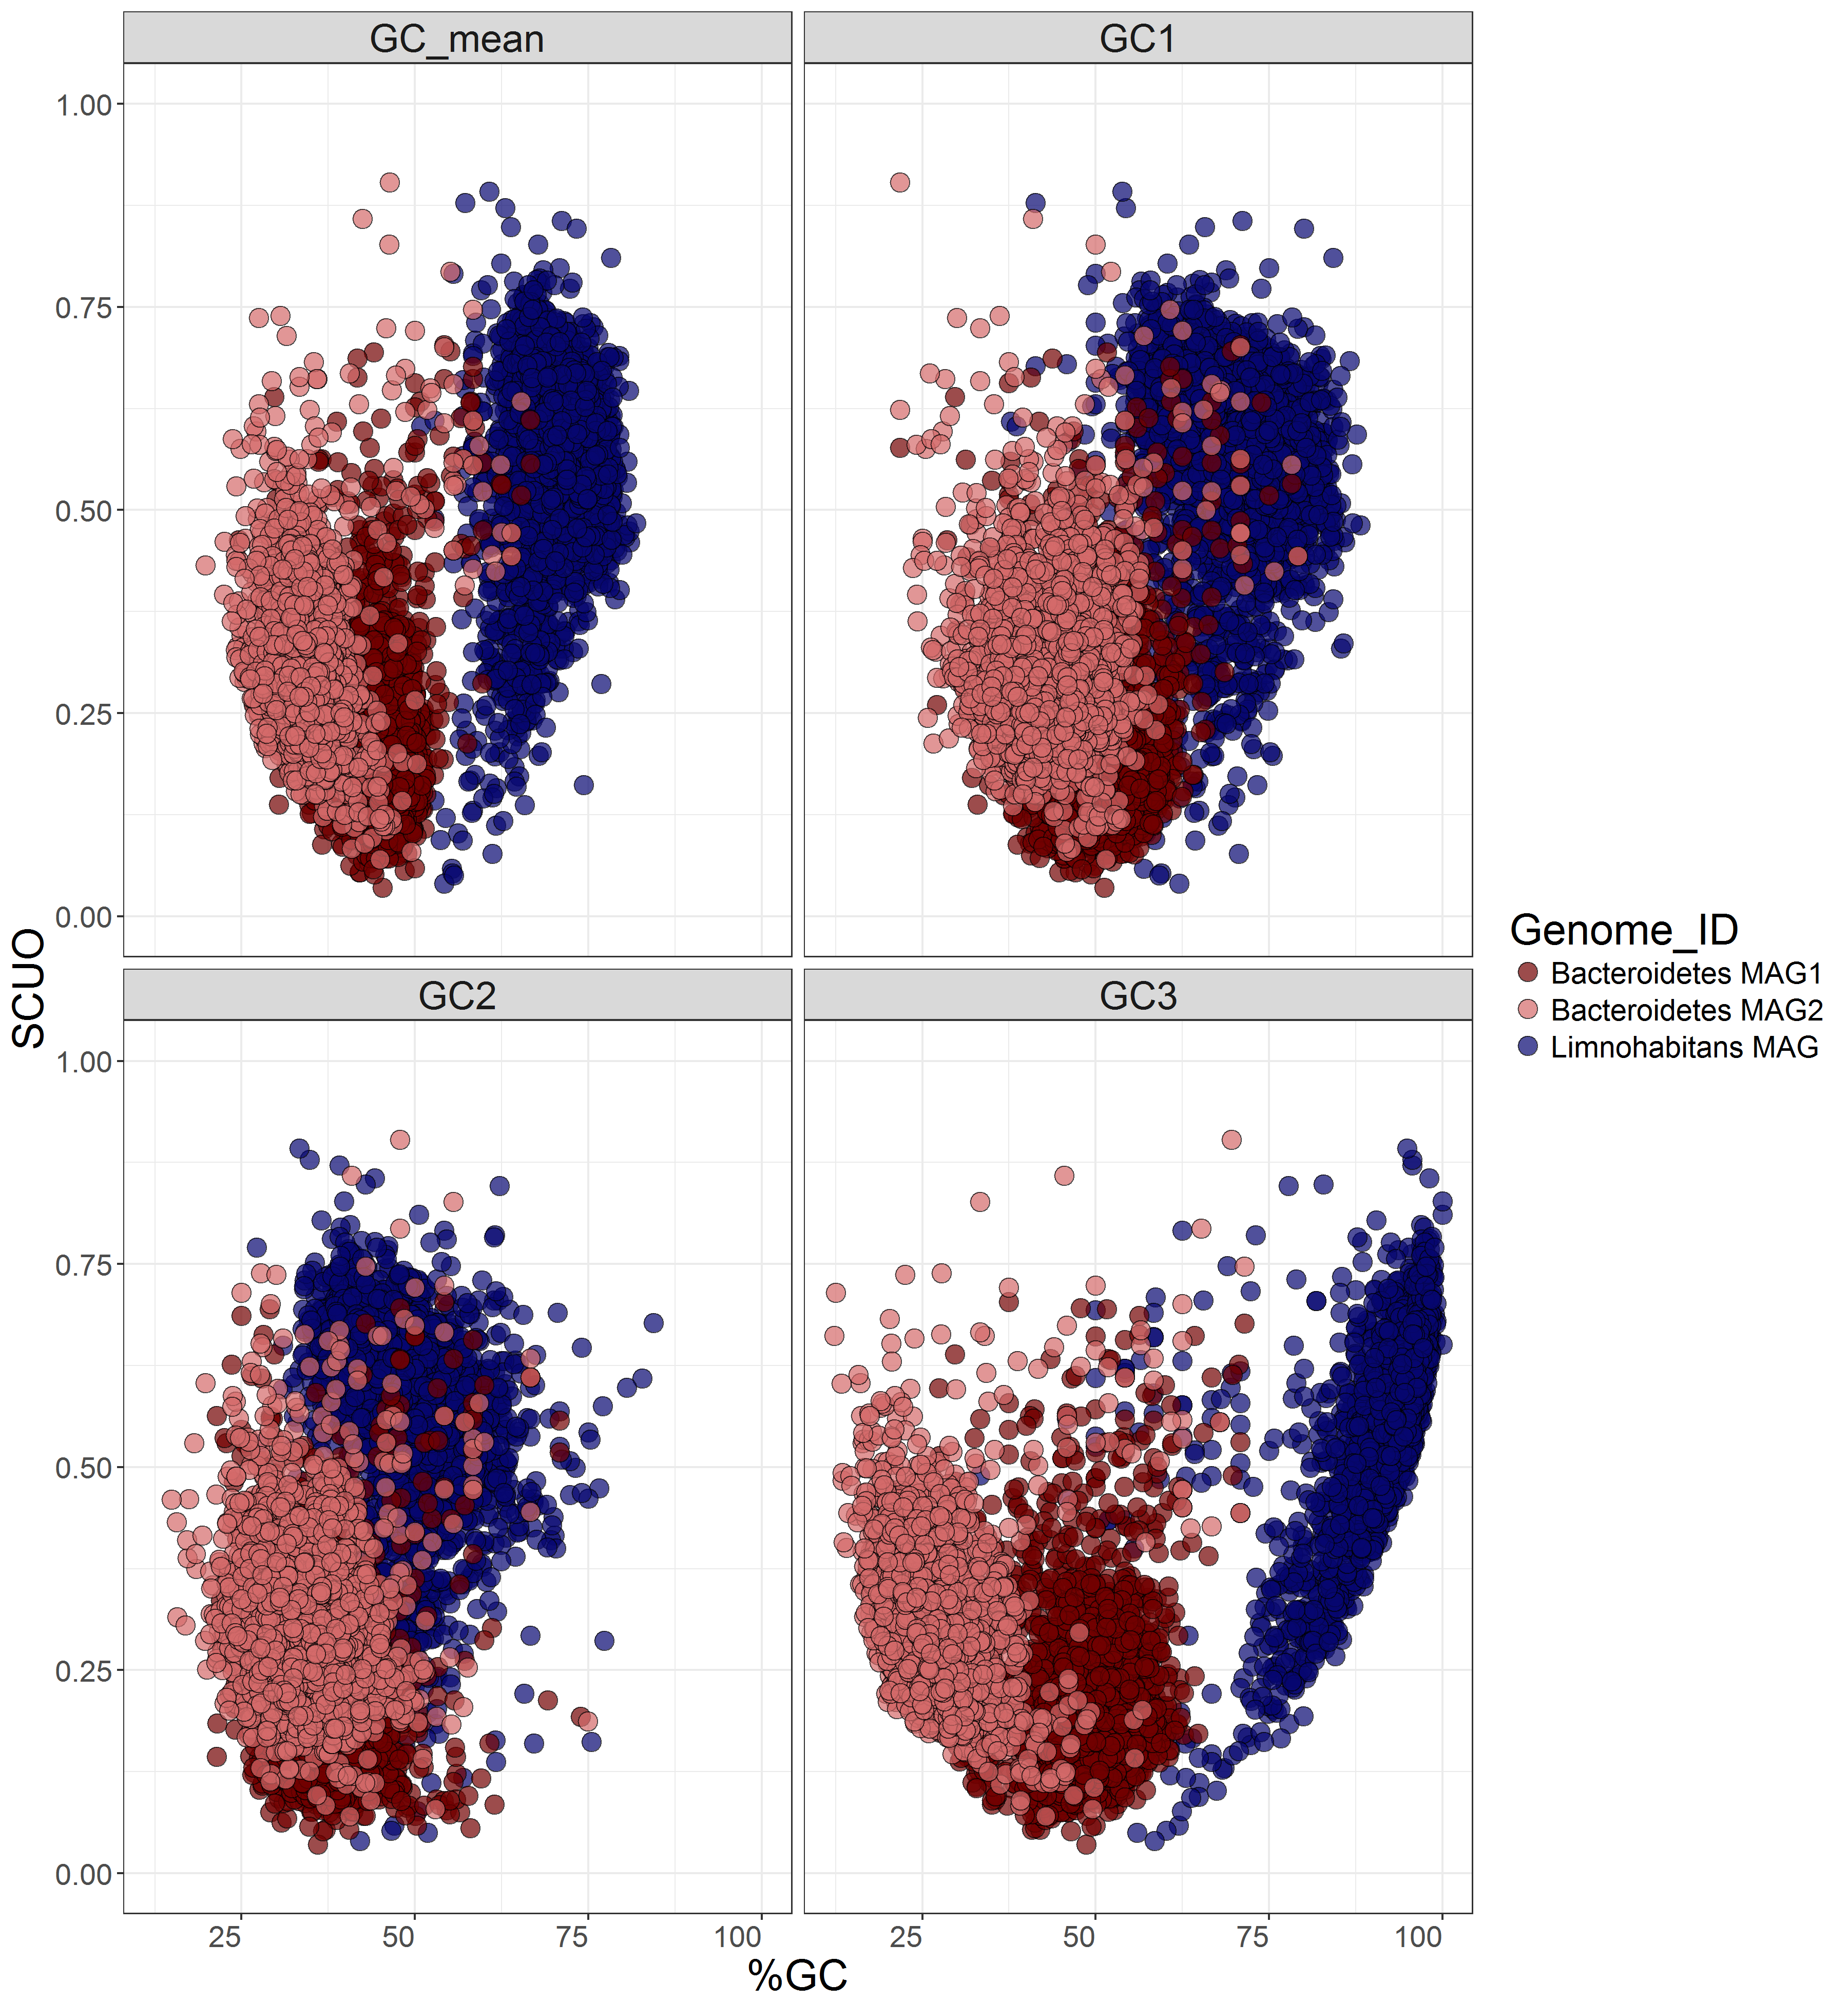 GC_mean
GC1
1.00
0.75
0.50
0.25
0.00
SCUO
GC2
GC3
1.00
0.75
0.50
0.25
0.00
25
50
75
100
25
50
75
100
%GC
Genome_ID
Bacteroidetes MAG1
Bacteroidetes MAG2
Limnohabitans MAG